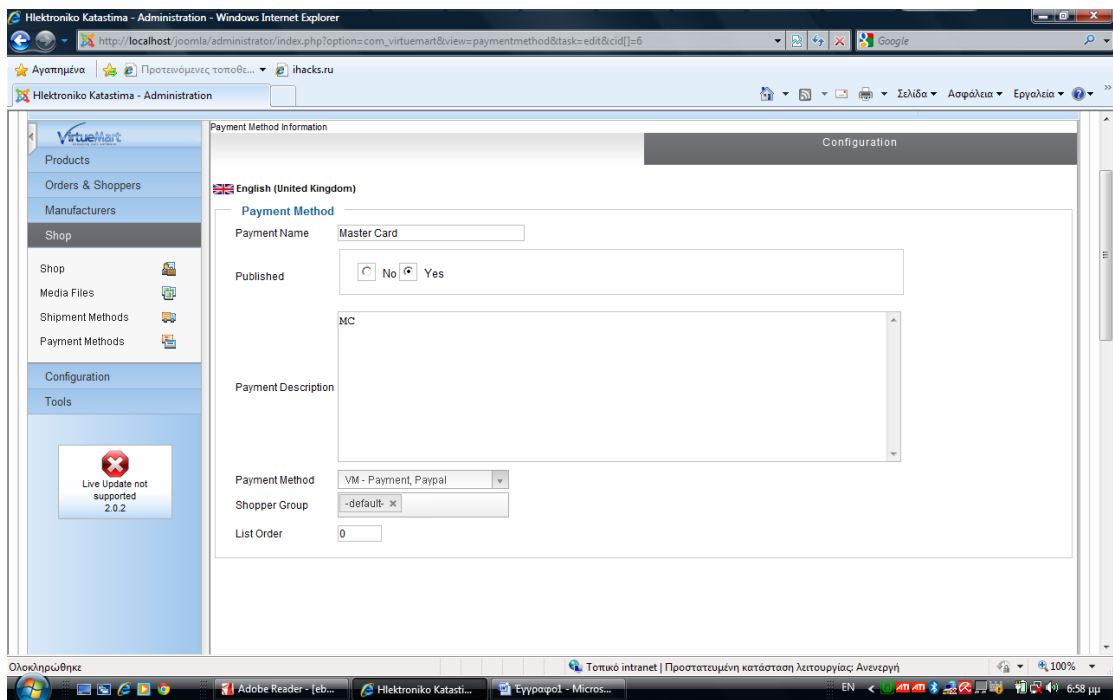 Hlektroniko Katastima - Administration - Windows Internet Explorer
http://localhost/joomla/administrator/index.php?option=com_virtuemart&view=paymentmethod&task=edit&cid[]=6
Google
Αγαπημένα Προτεινόμενες τοποθε... ihacks.ru
Hlektroniko Katastima - Administration
Σελίδα Ασφάλεια Εργαλεία
VirtueMart
Products
Orders & Shoppers
Manufacturers
Shop
Shop
Media Files
Shipment Methods
Payment Methods
Configuration
Tools
Live Update not
supported
2.0.2
Payment Method Information
Configuration
English (United Kingdom)
Payment Method
Payment Name Master Card
Published No Yes
Payment Description MC
Payment Method VM - Payment, Paypal
Shopper Group -default-
List Order 0
Ολοκληρώθηκε
Τοπικό intranet | Προστατευμένη κατάσταση λειτουργίας: Ανενεργή
100%
Adobe Reader - [eb...
Hlektroniko Katasti...
Έγγραφο1 - Micros...
EN
6:58 μμ